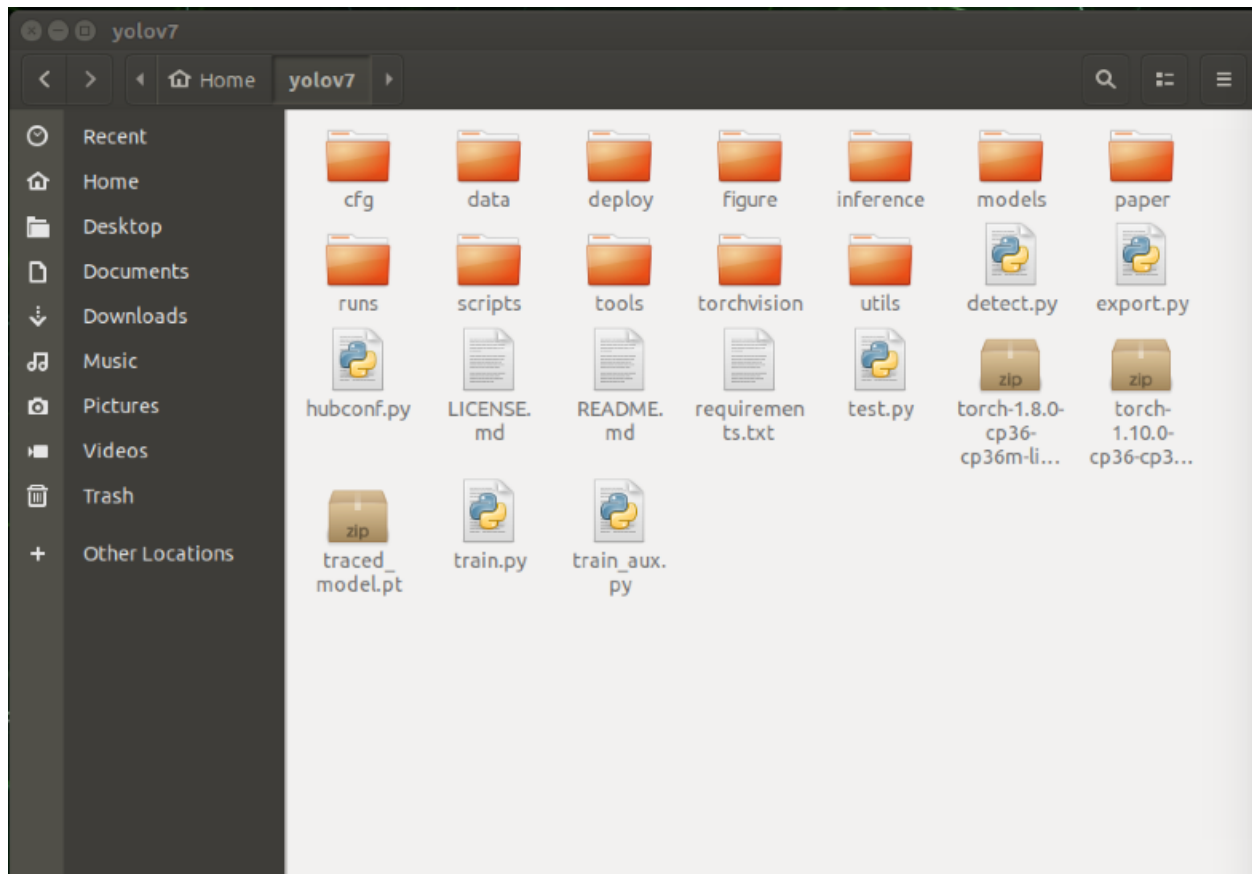 yolov7
Home yolov7
Recent
Home
Desktop
Documents
Downloads
Music
Pictures
Videos
Trash
Other Locations
cfg data deploy figure inference models paper
runs scripts tools torchvision utils detect.py export.py
hubconf.py LICENSE. README. requiremen test.py torch-1.8.0- torch-
md md ts.txt cp36- 1.10.0-
cp36m-li... cp36-cp3...
zip zip
traced_ train.py train_aux.
model.pt py
zip